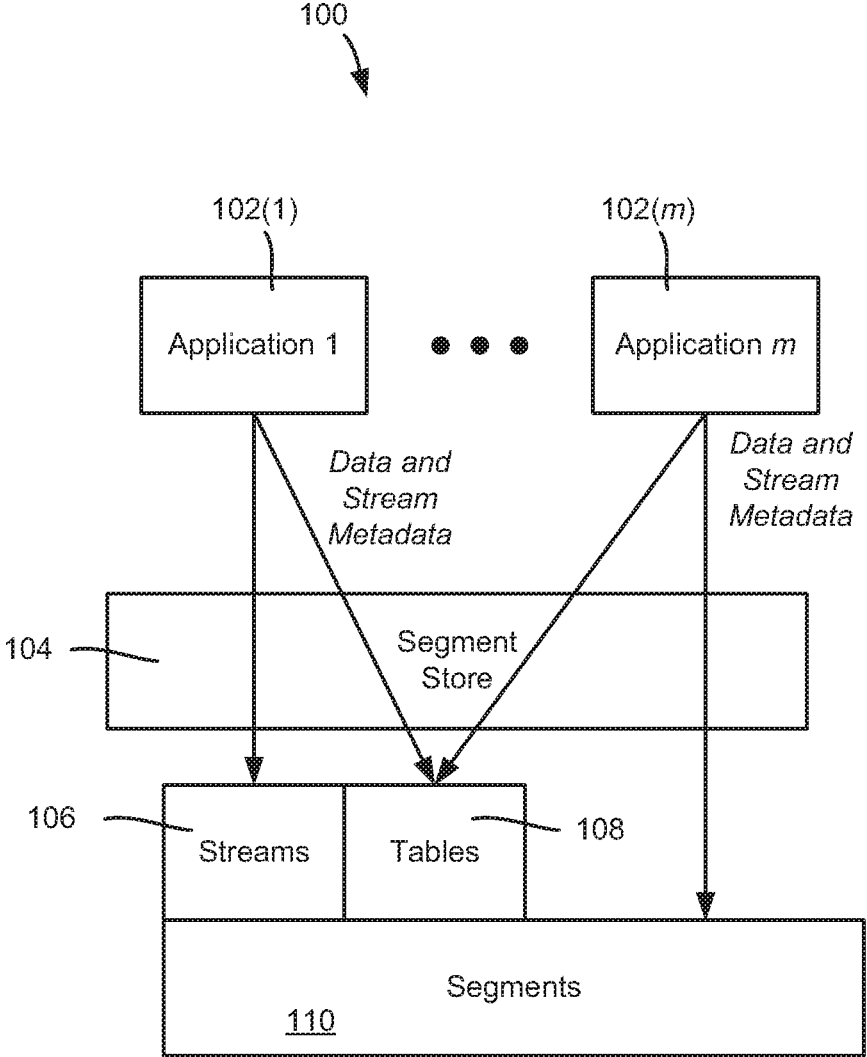 100
102(1)
102(m)
Application 1
Application m
Data and
Stream
Metadata
Data and
Stream
Metadata
104
Segment
Store
106
Streams
Tables
108
Segments
110